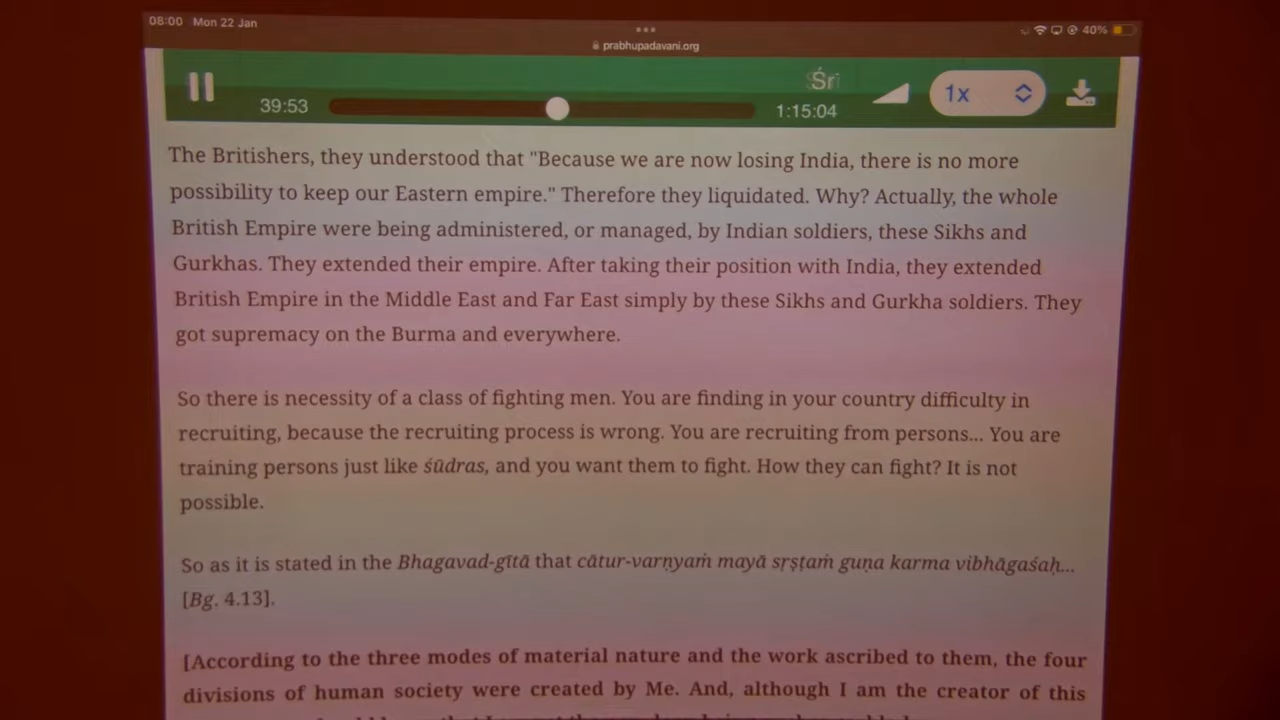 08:00 Mon 22 Jan
prabhupadavani.org
40%
39:53
Śrī
1:15:04
1x
The Britishers, they understood that "Because we are now losing India, there is no more
possibility to keep our Eastern empire." Therefore they liquidated. Why? Actually, the whole
British Empire were being administered, or managed, by Indian soldiers, these Sikhs and
Gurkhas. They extended their empire. After taking their position with India, they extended
British Empire in the Middle East and Far East simply by these Sikhs and Gurkha soldiers. They
got supremacy on the Burma and everywhere.
So there is necessity of a class of fighting men. You are finding in your country difficulty in
recruiting, because the recruiting process is wrong. You are recruiting from persons... You are
training persons just like śūdras, and you want them to fight. How they can fight? It is not
possible.
So as it is stated in the Bhagavad-gītā that cātur-varṇyaṁ mayā sṛṣṭaṁ guṇa karma vibhāgaśaḥ...
[Bg. 4.13].
[According to the three modes of material nature and the work ascribed to them, the four
divisions of human society were created by Me. And, although I am the creator of this